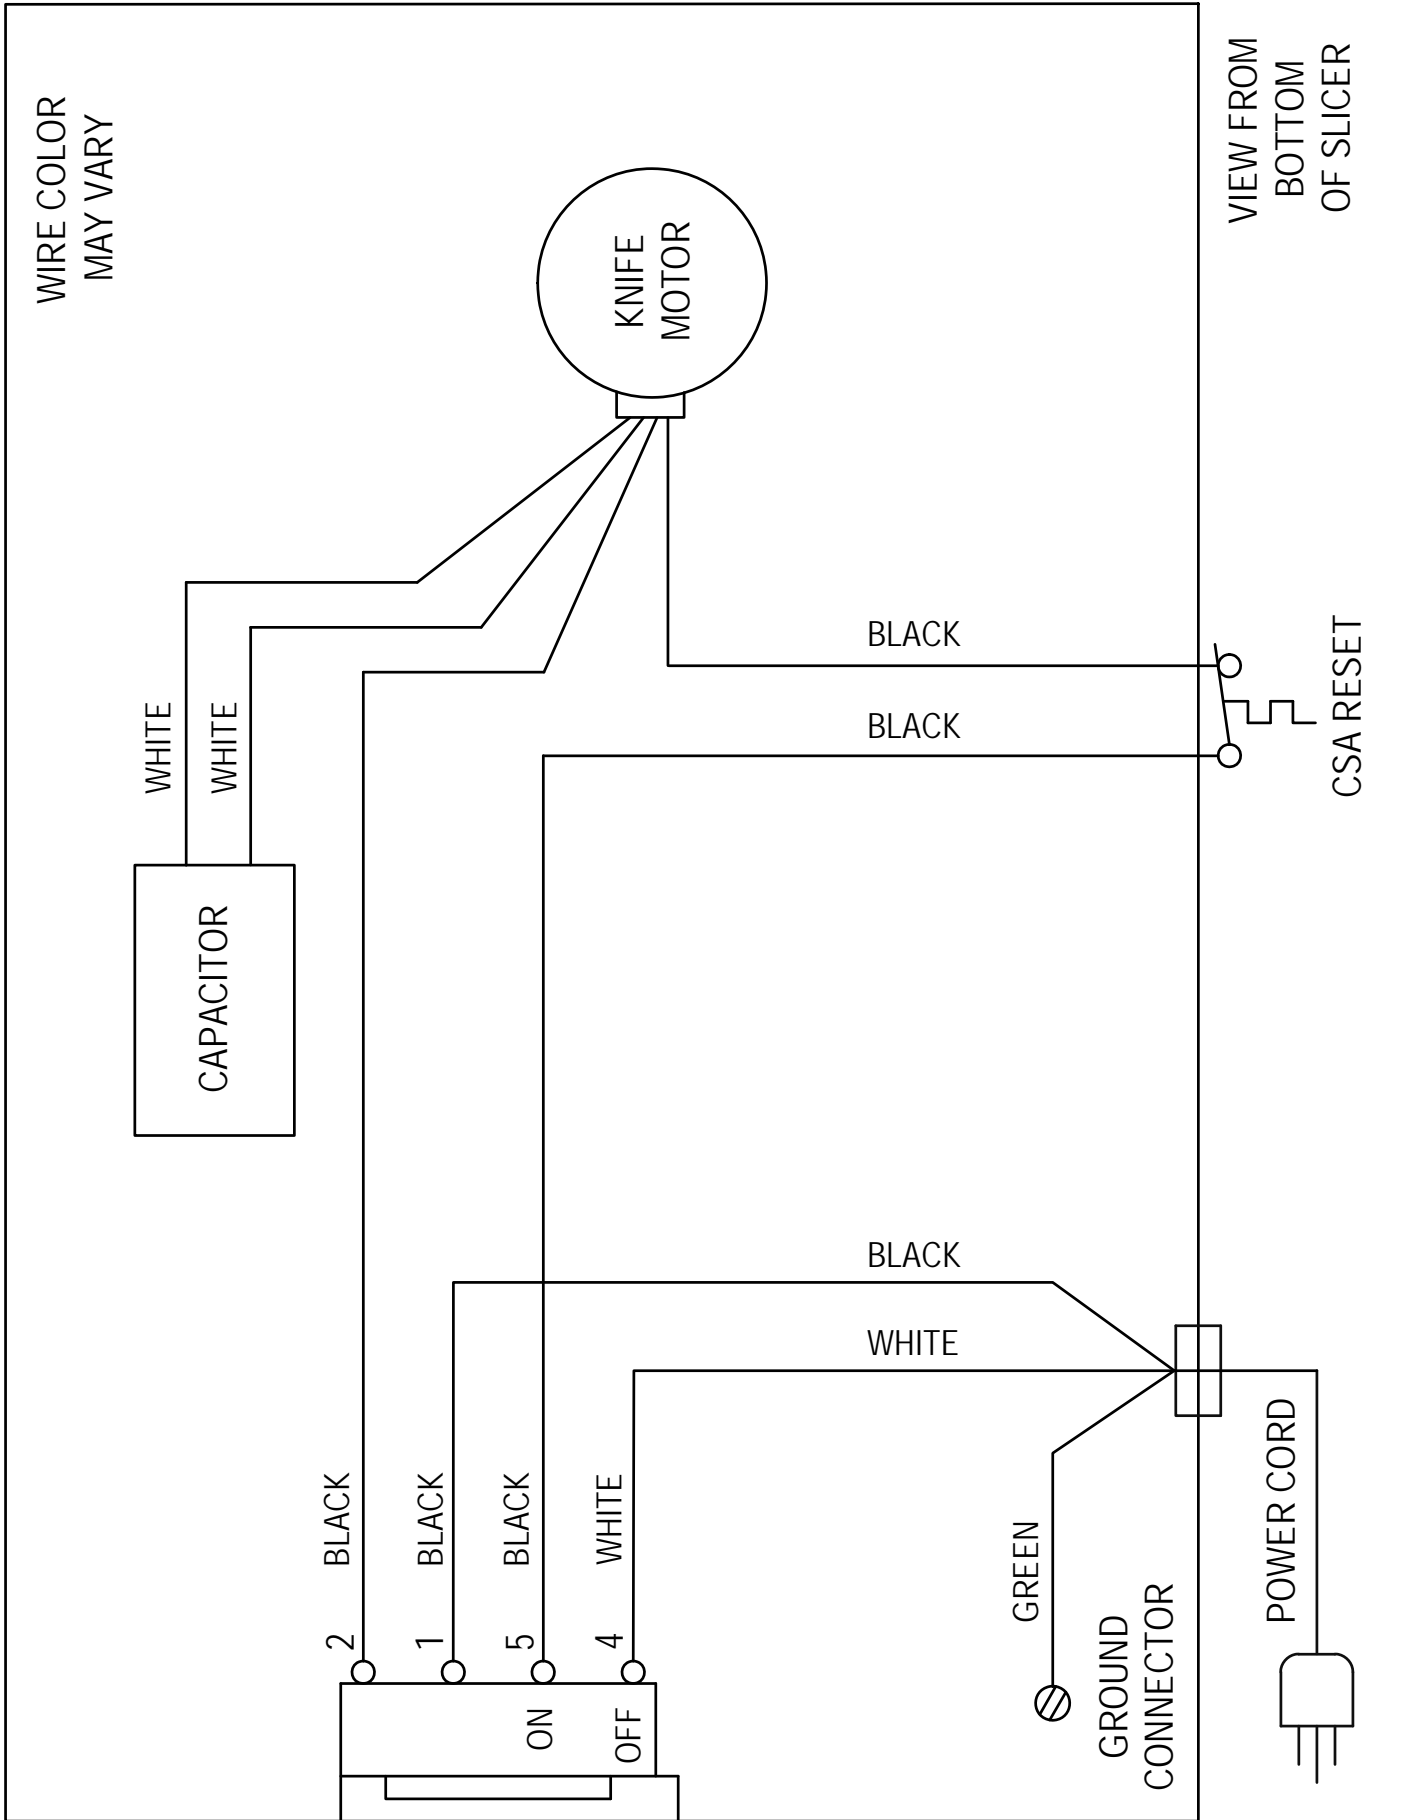 WIRE COLOR
MAY VARY
VIEW FROM
BOTTOM
OF SLICER
KNIFE
MOTOR
WHITE
WHITE
CAPACITOR
BLACK
BLACK
CSA RESET
BLACK
WHITE
BLACK
BLACK
BLACK
WHITE
2
1
5
4
ON
OFF
GREEN
GROUND
CONNECTOR
POWER CORD